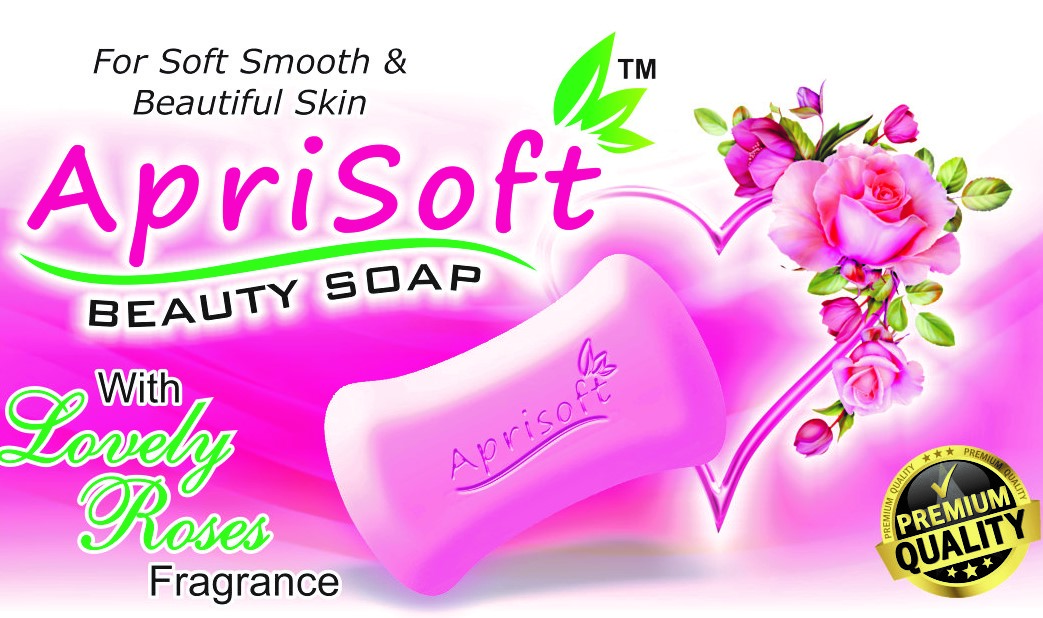 For Soft Smooth &
Beautiful Skin
TM
ApriSoft
BEAUTY SOAP
With
Lovely
Roses
Fragrance
Aprisoft
PREMIUM QUALITY ★★★ PREMIUM QUALITY
PREMIUM
QUALITY